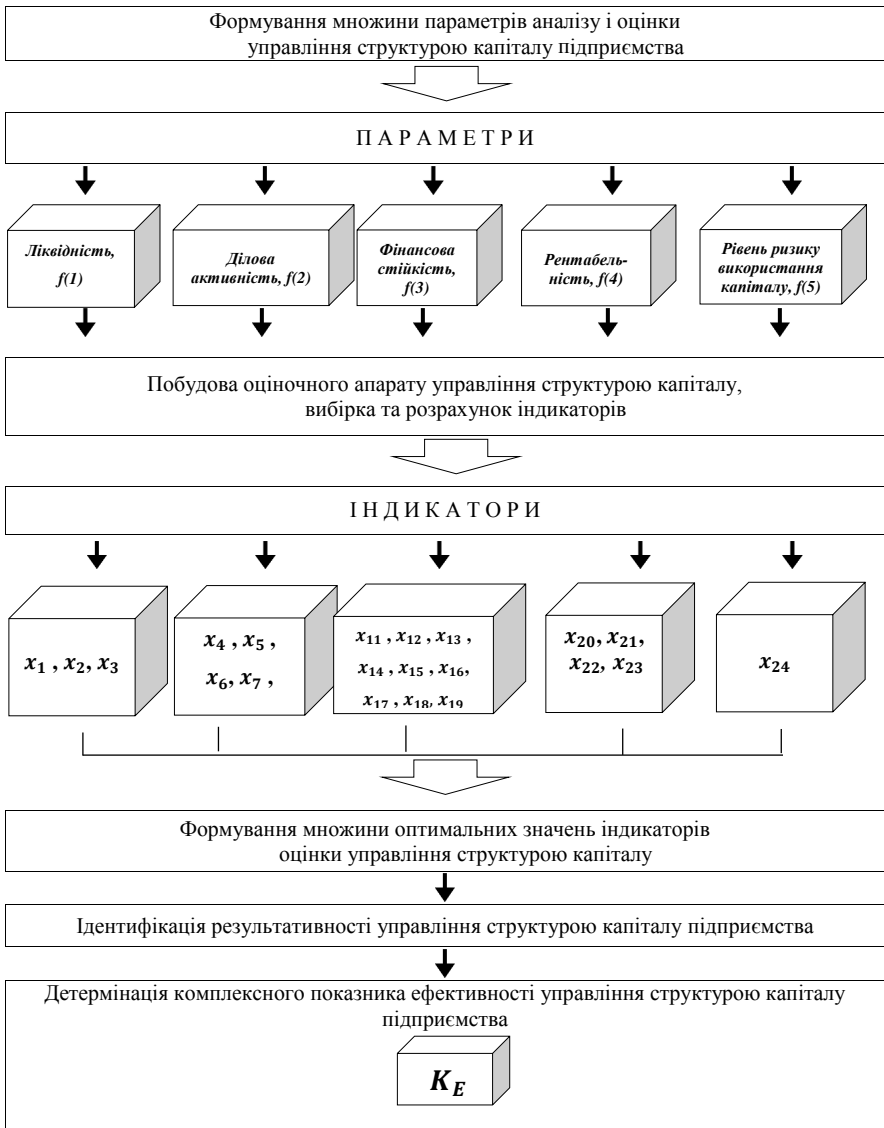 Формування множини параметрів аналізу і оцінки
управління структурою капіталу підприємства
П А Р А М Е Т Р И
Ліквідність,
f(1)
Ділова
активність, f(2)
Фінансова
стійкість,
f(3)
Рентабель-
ність, f(4)
Рівень ризику
використання
капіталу, f(5)
Побудова оціночного апарату управління структурою капіталу,
вибірка та розрахунок індикаторів
І Н Д И К А Т О Р И
x₁ , x₂, x₃
x₄ , x₅ ,
x₆, x₇ ,
x₁₁ , x₁₂ , x₁₃ ,
x₁₄ , x₁₅ , x₁₆,
x₁₇ , x₁₈, x₁₉
x₂₀, x₂₁,
x₂₂, x₂₃
x₂₄
Формування множини оптимальних значень індикаторів
оцінки управління структурою капіталу
Ідентифікація результативності управління структурою капіталу підприємства
Детермінація комплексного показника ефективності управління структурою капіталу
підприємства
K_E